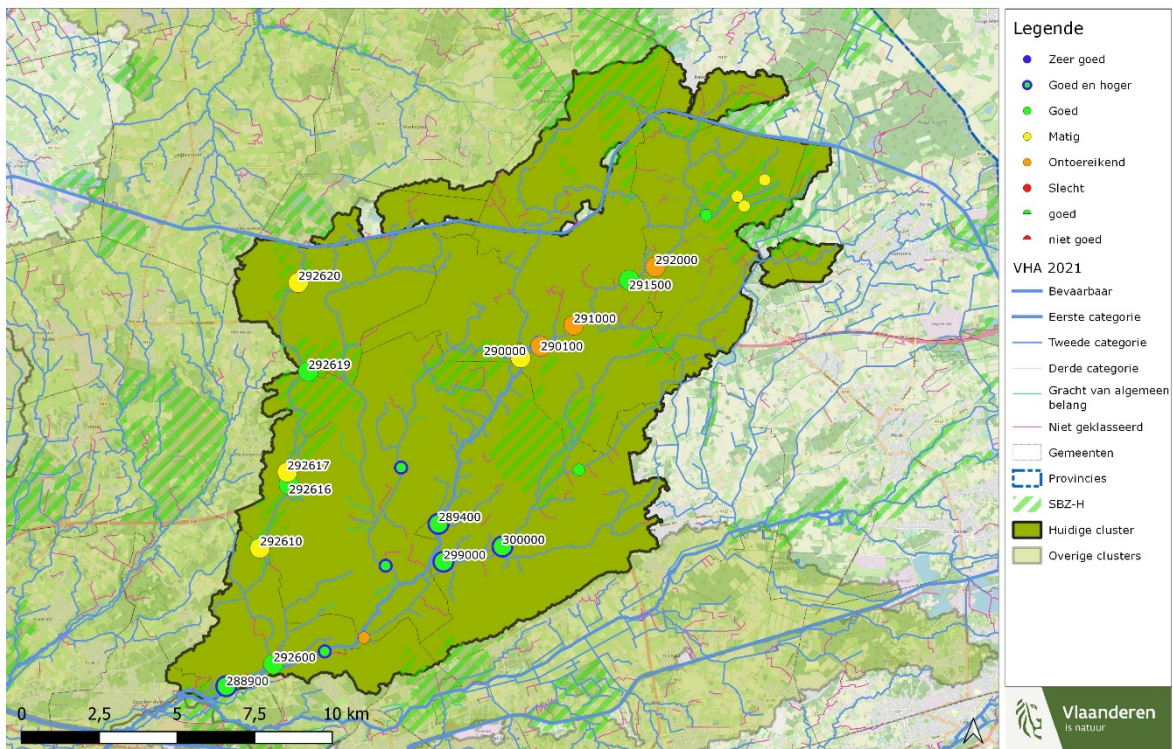 292620
292000
291500
291000
290100
290000
292619
292617
292616
289400
300000
292610
299000
292600
288900
0 2,5 5 7,5 10 km
Legende
Zeer goed
Goed en hoger
Goed
Matig
Ontoereikend
Slecht
goed
niet goed
VHA 2021
Bevaarbaar
Eerste categorie
Tweede categorie
Derde categorie
Gracht van algemeen
belang
Niet geklasseerd
Gemeenten
Provincies
SBZ-H
Huidige cluster
Overige clusters
Vlaanderen
is natuur